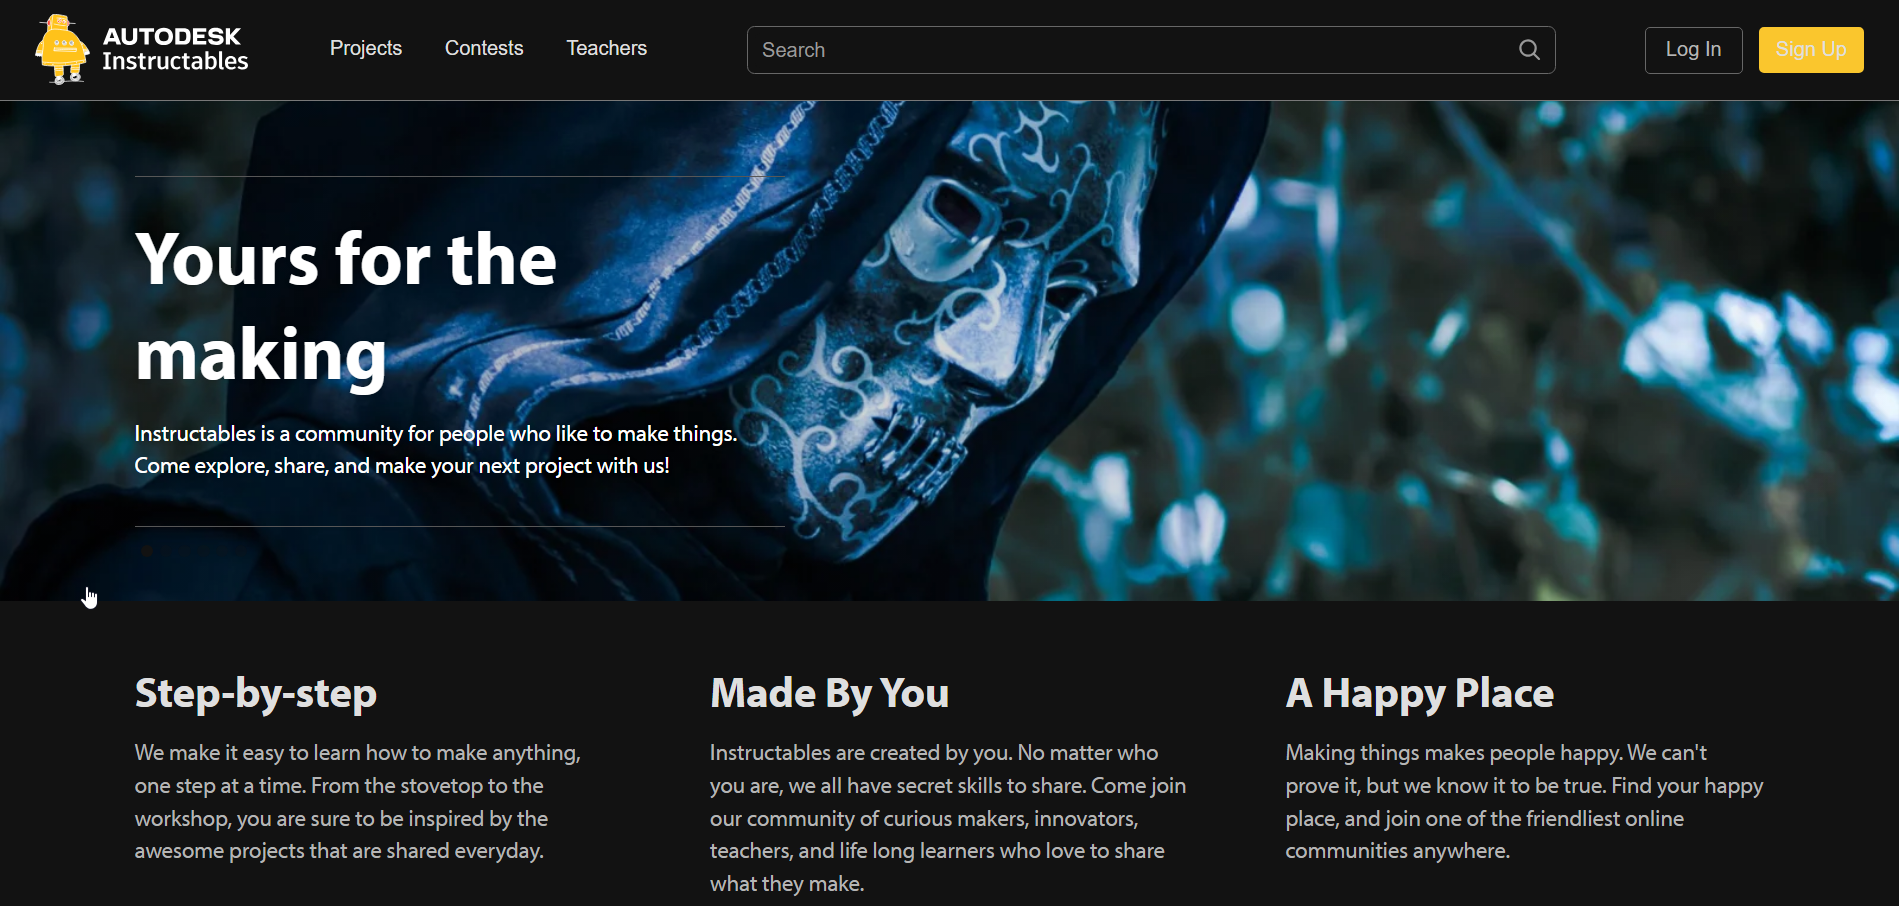 AUTODESK
Instructables
Projects Contests Teachers
Search
Log In
Sign Up
Yours for the
making
Instructables is a community for people who like to make things.
Come explore, share, and make your next project with us!
Step-by-step
We make it easy to learn how to make anything,
one step at a time. From the stovetop to the
workshop, you are sure to be inspired by the
awesome projects that are shared everyday.
Made By You
Instructables are created by you. No matter who
you are, we all have secret skills to share. Come join
our community of curious makers, innovators,
teachers, and life long learners who love to share
what they make.
A Happy Place
Making things makes people happy. We can't
prove it, but we know it to be true. Find your happy
place, and join one of the friendliest online
communities anywhere.